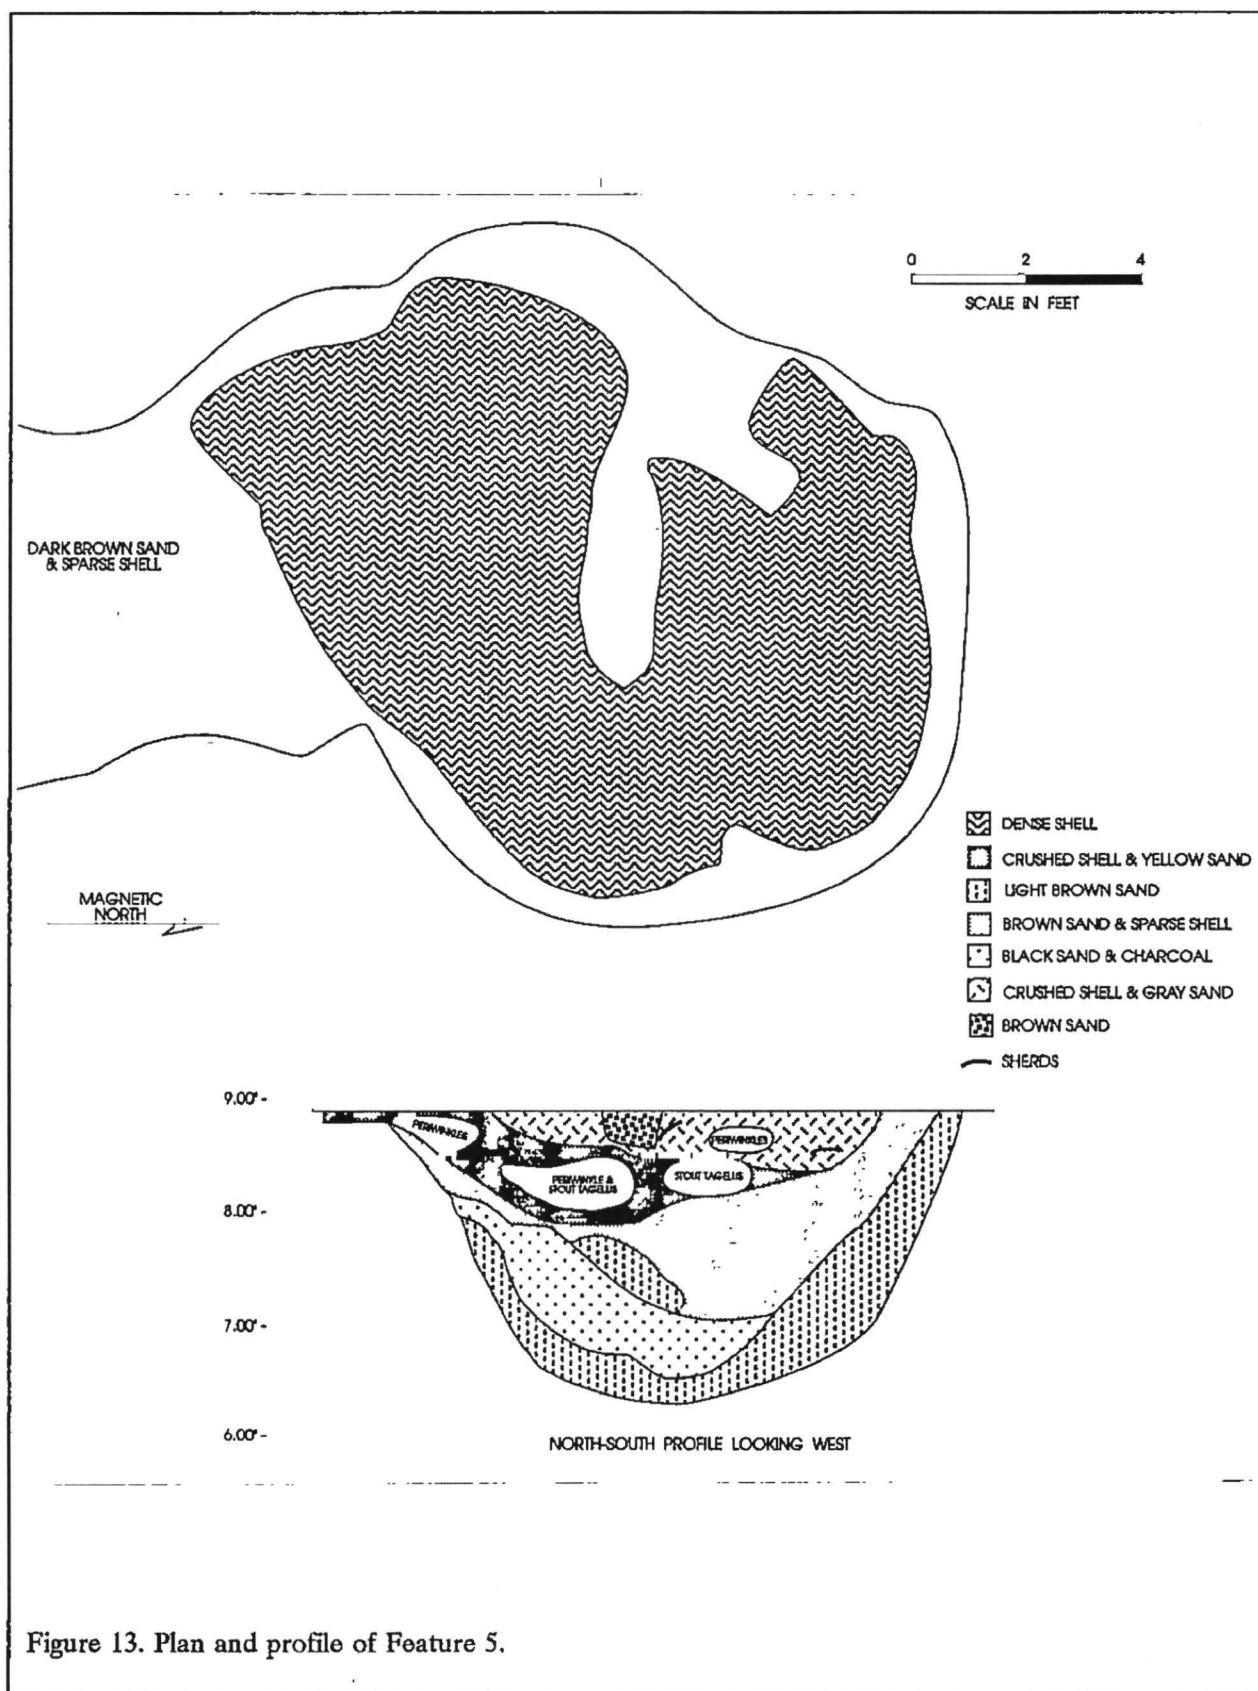 0 2 4
SCALE IN FEET
DARK BROWN SAND
& SPARSE SHELL
MAGNETIC
NORTH
DENSE SHELL
CRUSHED SHELL & YELLOW SAND
LIGHT BROWN SAND
BROWN SAND & SPARSE SHELL
BLACK SAND & CHARCOAL
CRUSHED SHELL & GRAY SAND
BROWN SAND
SHERDS
9.00' -
PERIWINKLES
PERIWINKLES
PERIWINKLE &
STOUT TAGELUS
STOUT TAGELUS
8.00' -
7.00' -
6.00' -
NORTH-SOUTH PROFILE LOOKING WEST
Figure 13. Plan and profile of Feature 5.